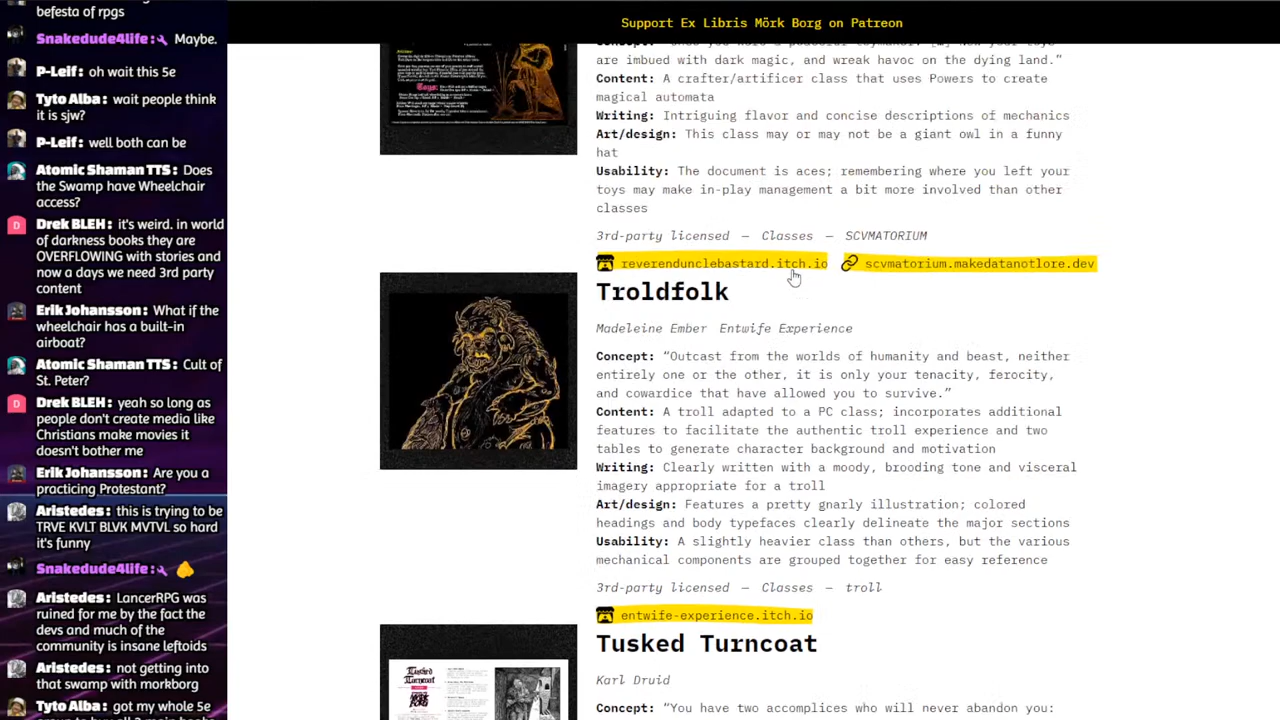 befesta of rpgs
Snakedude4life: Maybe.
P-Leif: oh wait this one
Tyto Alba: wait people think
it is sjw?
P-Leif: well both can be
Atomic Shaman TTS: Does
the Swamp have Wheelchair
access?
Drek BLEH: it's weird. in world
of darkness books they are
OVERFLOWING with stories and
now a days we need 3rd party
content
Erik Johansson: What if the
wheelchair has a built-in
airboat?
Atomic Shaman TTS: Cult of
St. Peter?
Drek BLEH: yeah so long as
people don't create media like
Christians make movies it
doesn't bother me
Erik Johansson: Are you a
practicing Protestant?
Aristedes: this is trying to be
TRVE KVLT BLVK MVTVL so hard
it's funny
Snakedude4life:
Aristedes: LancerRPG was
ruined for me by the fact the
devs and much of the
community is insane leftoids
Aristedes: not getting into
that swamp with my
Tyto Alba: got my whole
Support Ex Libris Mörk Borg on Patreon
are imbued with dark magic, and wreak havoc on the dying land.”
Content: A crafter/artificer class that uses Powers to create
magical automata
Writing: Intriguing flavor and concise descriptions of mechanics
Art/design: This class may or may not be a giant owl in a funny
hat
Usability: The document is aces; remembering where you left your
toys may make in-play management a bit more involved than other
classes
3rd-party licensed — Classes — SCVMATORIUM
reverendunclebastard.itch.io scvmatorium.makedatanotlore.dev
Troldfolk
Madeleine Ember Entwife Experience
Concept: “Outcast from the worlds of humanity and beast, neither
entirely one or the other, it is only your tenacity, ferocity,
and cowardice that have allowed you to survive.”
Content: A troll adapted to a PC class; incorporates additional
features to facilitate the authentic troll experience and two
tables to generate character background and motivation
Writing: Clearly written with a moody, brooding tone and visceral
imagery appropriate for a troll
Art/design: Features a pretty gnarly illustration; colored
headings and body typefaces clearly delineate the major sections
Usability: A slightly heavier class than others, but the various
mechanical components are grouped together for easy reference
3rd-party licensed — Classes — troll
entwife-experience.itch.io
Tusked Turncoat
Karl Druid
Concept: “You have two accomplices who will never abandon you:
Tusked
Turncoat